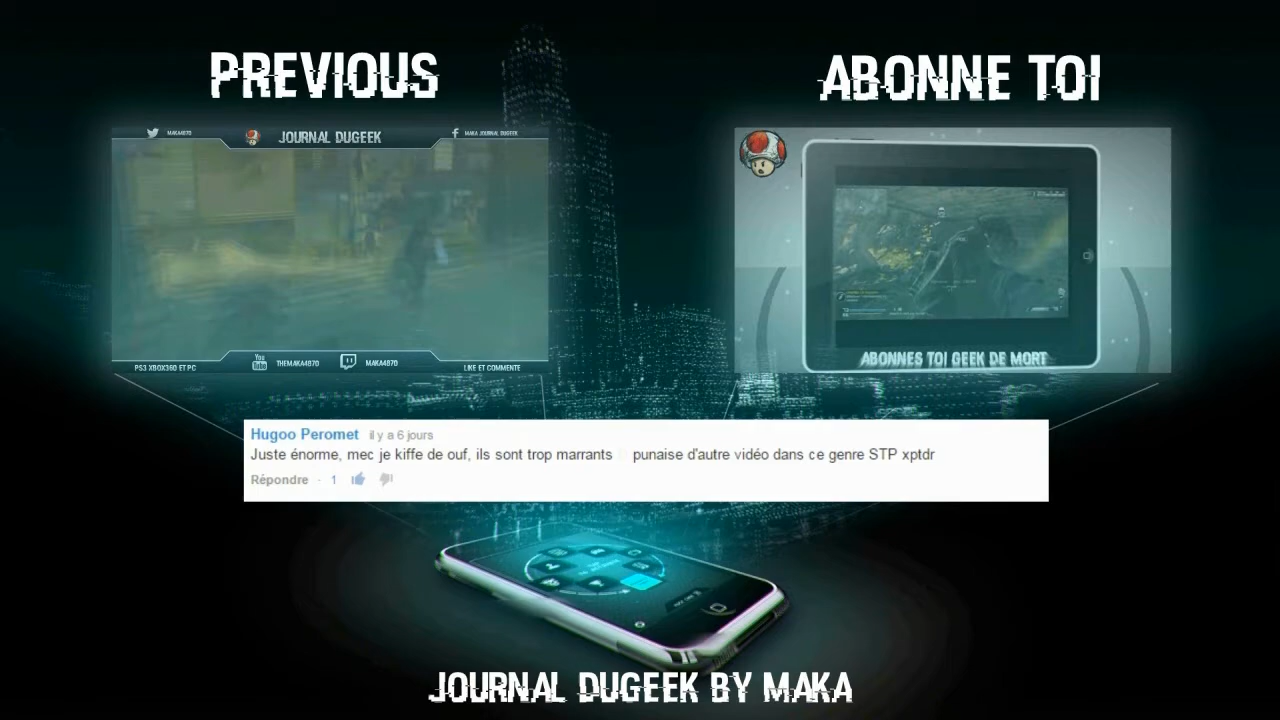 PREVIOUS
ABONNE TOI
MAKA4870
JOURNAL DUGEEK
MAKA JOURNAL DUGEEK
PS3 XBOX360 ET PC
You
Tube
THEMAKA4870
MAKA4870
LIKE ET COMMENTE
ABONNES TOI GEEK DE MORT
Hugoo Peromet il y a 6 jours
Juste énorme, mec je kiffe de ouf, ils sont trop marrants punaise d'autre vidéo dans ce genre STP xptdr
Répondre · 1
JOURNAL DUGEEK BY MAKA